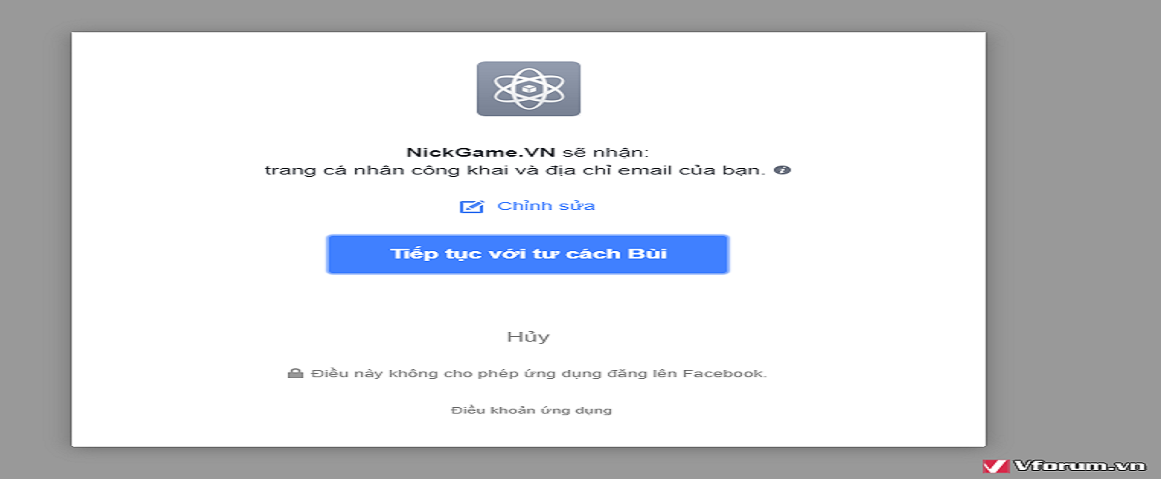 NickGame.VN sẽ nhận:
trang cá nhân công khai và địa chỉ email của bạn.
Chỉnh sửa
Tiếp tục với tư cách Bùi
Hủy
Điều này không cho phép ứng dụng đăng lên Facebook.
Điều khoản ứng dụng
Vforum.vn